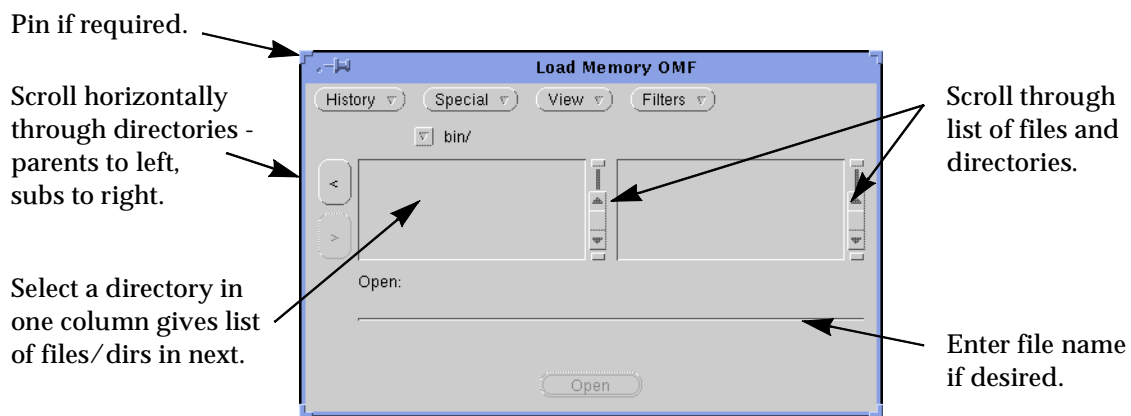 Pin if required.
Load Memory OMF
History Special View Filters
Scroll horizontally
through directories -
parents to left,
subs to right.
bin/
<
>
Scroll through
list of files and
directories.
Select a directory in
one column gives list
of files/dirs in next.
Open:
Enter file name
if desired.
Open